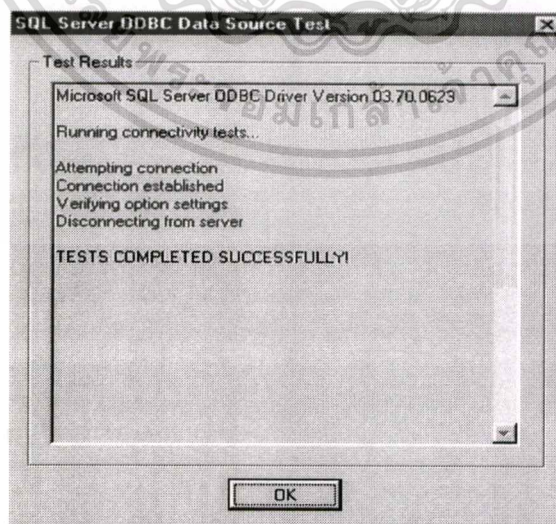 SQL Server ODBC Data Source Test
Test Results
Microsoft SQL Server ODBC Driver Version 03.70.0623
Running connectivity tests...
Attempting connection
Connection established
Verifying option settings
Disconnecting from server
TESTS COMPLETED SUCCESSFULLY!
OK